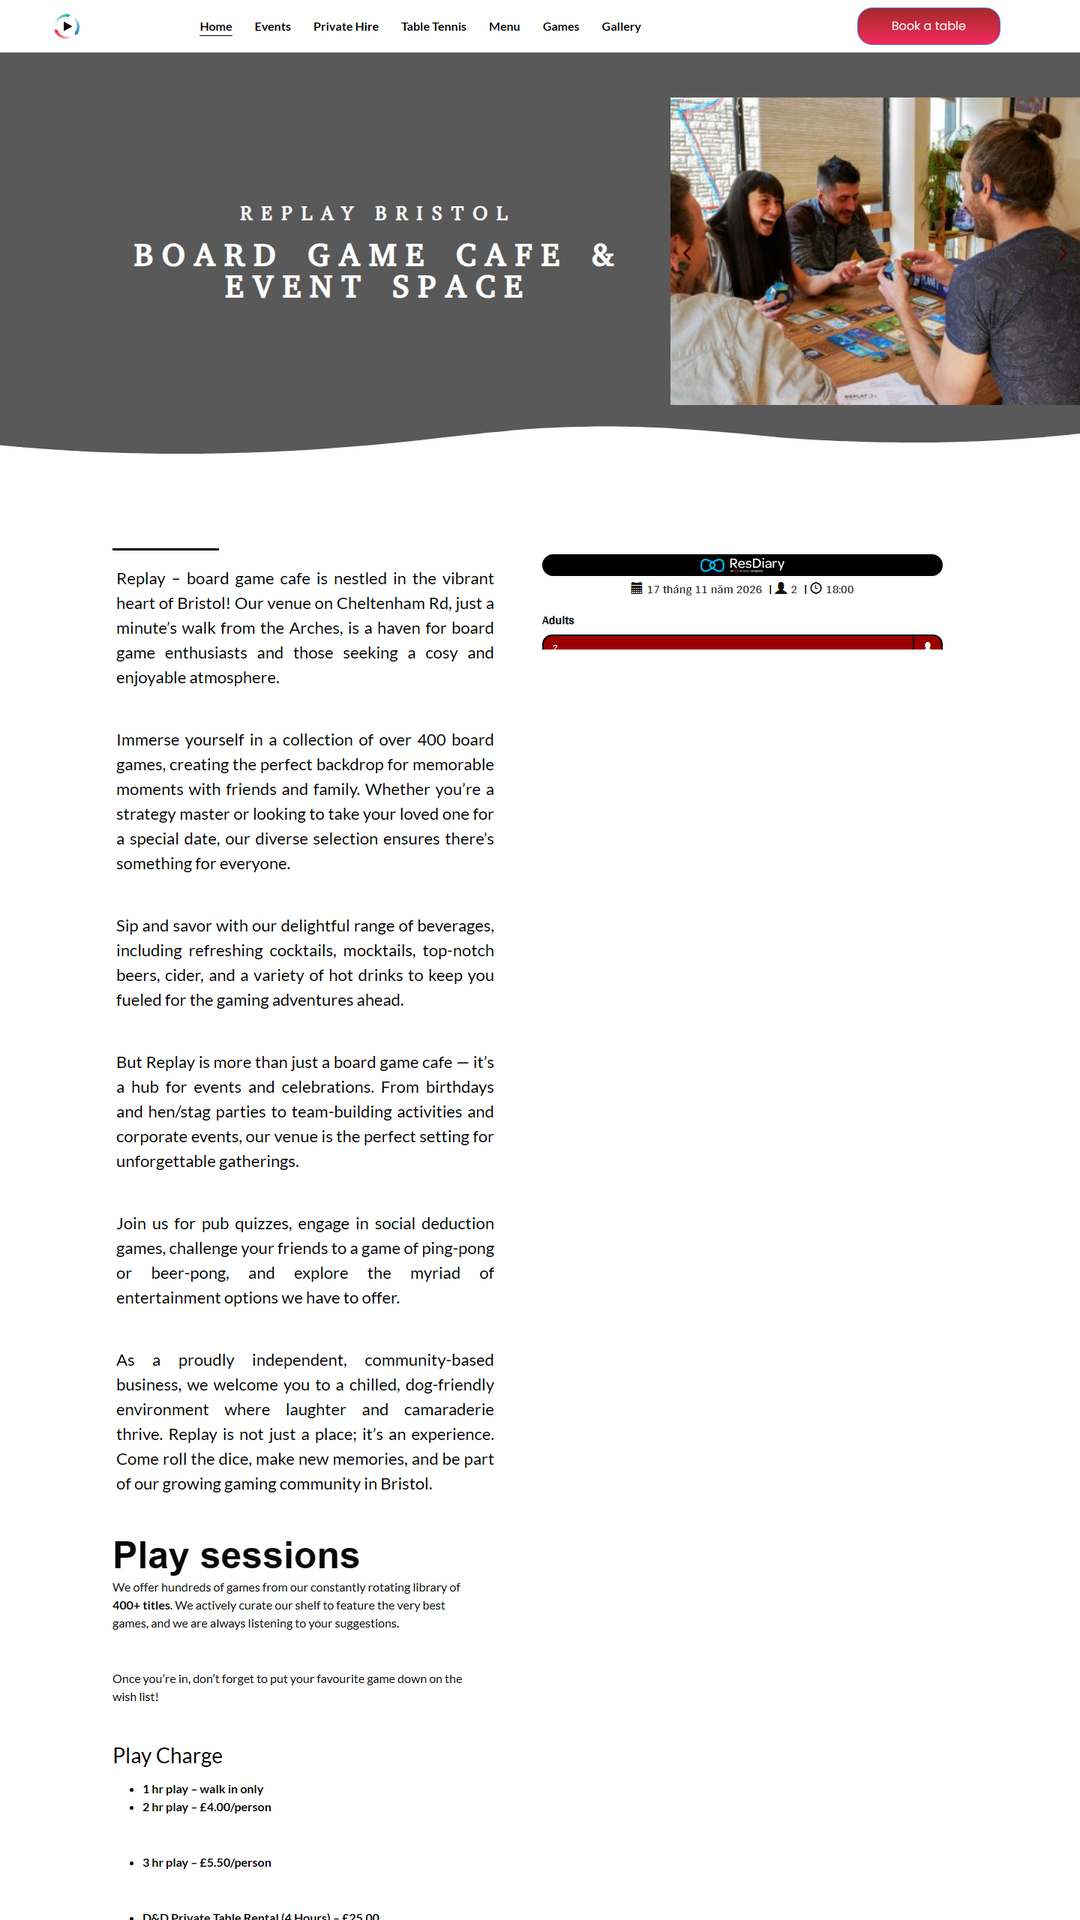 Home Events Private Hire Table Tennis Menu Games Gallery Book a table
REPLAY BRISTOL
BOARD GAME CAFE &
EVENT SPACE
Replay – board game cafe is nestled in the vibrant
heart of Bristol! Our venue on Cheltenham Rd, just a
minute’s walk from the Arches, is a haven for board
game enthusiasts and those seeking a cosy and
enjoyable atmosphere.
Immerse yourself in a collection of over 400 board
games, creating the perfect backdrop for memorable
moments with friends and family. Whether you’re a
strategy master or looking to take your loved one for
a special date, our diverse selection ensures there’s
something for everyone.
Sip and savor with our delightful range of beverages,
including refreshing cocktails, mocktails, top-notch
beers, cider, and a variety of hot drinks to keep you
fueled for the gaming adventures ahead.
But Replay is more than just a board game cafe — it’s
a hub for events and celebrations. From birthdays
and hen/stag parties to team-building activities and
corporate events, our venue is the perfect setting for
unforgettable gatherings.
Join us for pub quizzes, engage in social deduction
games, challenge your friends to a game of ping-pong
or beer-pong, and explore the myriad of
entertainment options we have to offer.
As a proudly independent, community-based
business, we welcome you to a chilled, dog-friendly
environment where laughter and camaraderie
thrive. Replay is not just a place; it’s an experience.
Come roll the dice, make new memories, and be part
of our growing gaming community in Bristol.
ResDiary
17 tháng 11 năm 2026 | 2 | 18:00
Adults
2
Play sessions
We offer hundreds of games from our constantly rotating library of
400+ titles. We actively curate our shelf to feature the very best
games, and we are always listening to your suggestions.
Once you’re in, don’t forget to put your favourite game down on the
wish list!
Play Charge
• 1 hr play – walk in only
• 2 hr play – £4.00/person
• 3 hr play – £5.50/person
• D&D Private Table Rental (4 Hours) – £25.00